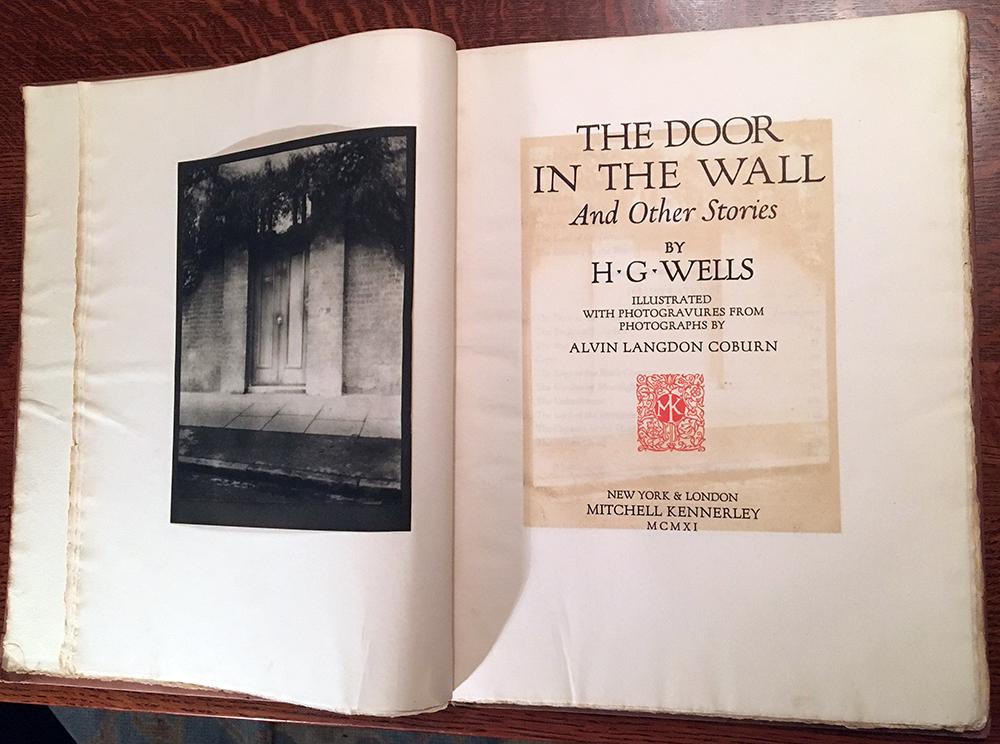 THE DOOR
IN THE WALL
And Other Stories
BY
H·G·WELLS
ILLUSTRATED
WITH PHOTOGRAVURES FROM
PHOTOGRAPHS BY
ALVIN LANGDON COBURN
MK
NEW YORK & LONDON
MITCHELL KENNERLEY
MCMXI